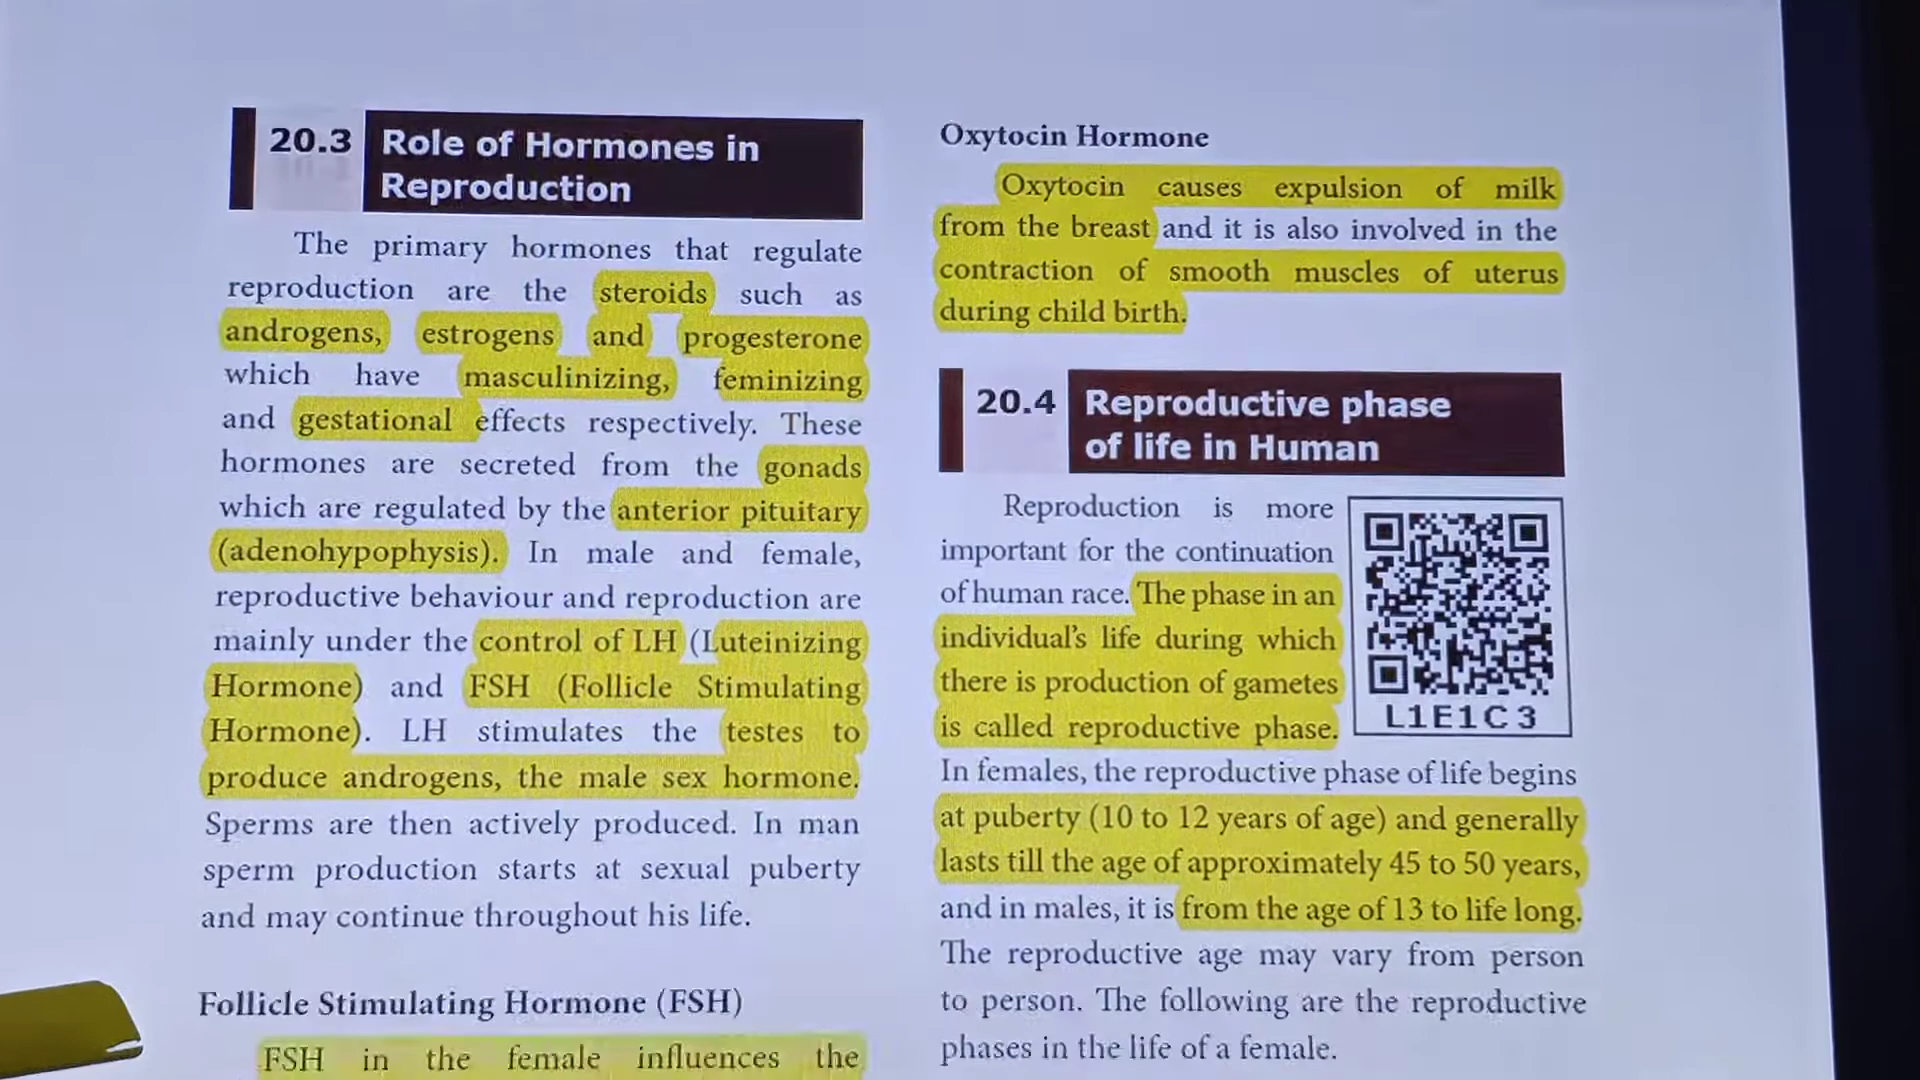 20.3 Role of Hormones in
Reproduction
The primary hormones that regulate
reproduction are the steroids such as
androgens, estrogens and progesterone
which have masculinizing, feminizing
and gestational effects respectively. These
hormones are secreted from the gonads
which are regulated by the anterior pituitary
(adenohypophysis). In male and female,
reproductive behaviour and reproduction are
mainly under the control of LH (Luteinizing
Hormone) and FSH (Follicle Stimulating
Hormone). LH stimulates the testes to
produce androgens, the male sex hormone.
Sperms are then actively produced. In man
sperm production starts at sexual puberty
and may continue throughout his life.
Follicle Stimulating Hormone (FSH)
FSH in the female influences the
Oxytocin Hormone
Oxytocin causes expulsion of milk
from the breast and it is also involved in the
contraction of smooth muscles of uterus
during child birth.
20.4 Reproductive phase
of life in Human
Reproduction is more
important for the continuation
of human race. The phase in an
individual's life during which
there is production of gametes
is called reproductive phase.
L1E1C3
In females, the reproductive phase of life begins
at puberty (10 to 12 years of age) and generally
lasts till the age of approximately 45 to 50 years,
and in males, it is from the age of 13 to life long.
The reproductive age may vary from person
to person. The following are the reproductive
phases in the life of a female.